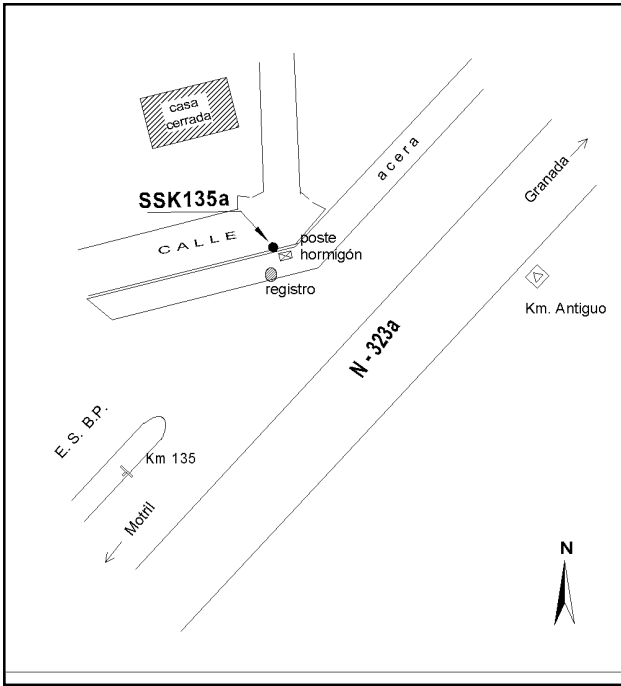 casa
cerrada
SSK135a
CALLE
acera
Granada
poste
hormigón
registro
Km. Antiguo
N - 323a
E. S. B.P.
Km 135
Motril
N